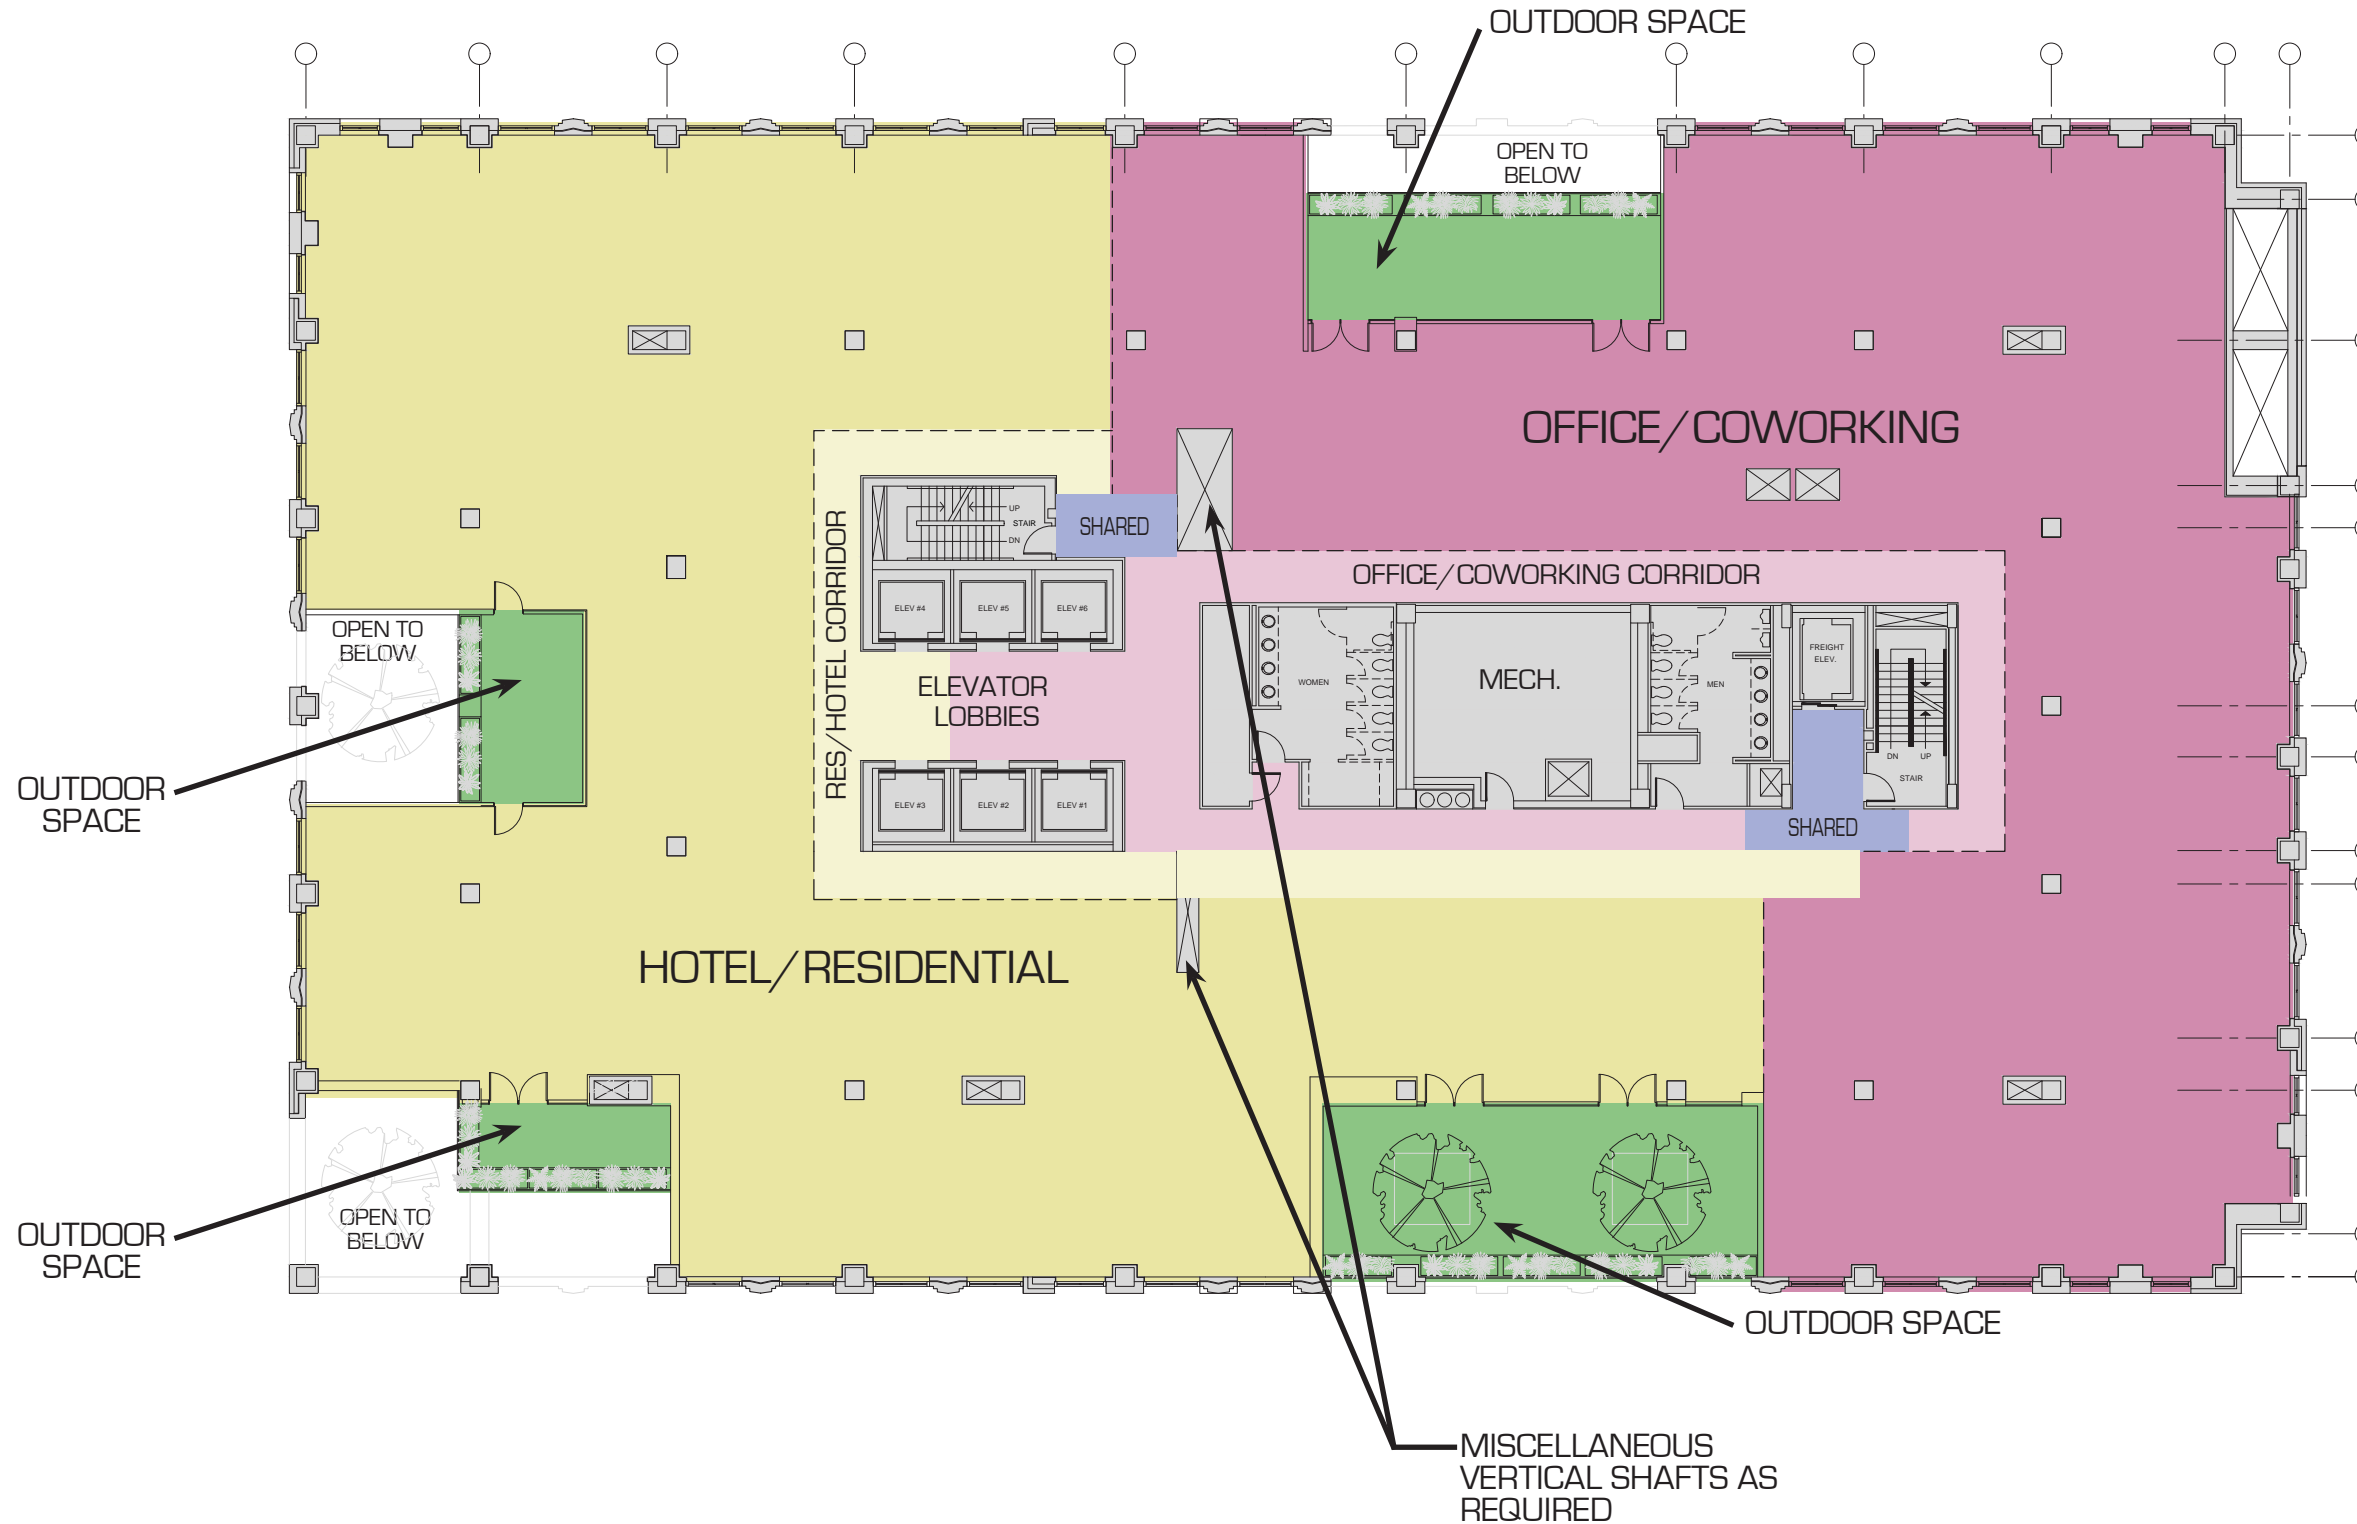 OUTDOOR SPACE
OPEN TO
BELOW
OFFICE/COWORKING
RES/HOTEL CORRIDOR
UP
STAIR
DN
SHARED
OFFICE/COWORKING CORRIDOR
ELEV #4
ELEV #5
ELEV #6
OPEN TO
BELOW
ELEVATOR
LOBBIES
WOMEN
MECH.
MEN
FREIGHT
ELEV.
DN
UP
STAIR
OUTDOOR
SPACE
ELEV #3
ELEV #2
ELEV #1
SHARED
HOTEL/RESIDENTIAL
OUTDOOR
SPACE
OPEN TO
BELOW
OUTDOOR SPACE
MISCELLANEOUS
VERTICAL SHAFTS AS
REQUIRED